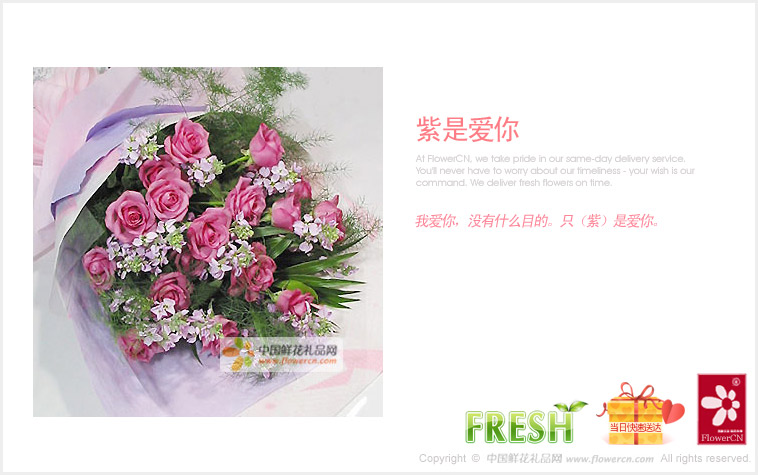 紫是爱你
At FlowerCN, we take pride in our same-day delivery service.
You'll never have to worry about our timeliness - your wish is our
command. We deliver fresh flowers on time.
我爱你，没有什么目的。只（紫）是爱你。
中国鲜花礼品网
www.flowercn.com
FRESH
当日快速送达
FlowerCN
Copyright © 中国鲜花礼品网 www.flowercn.com All rights reserved.